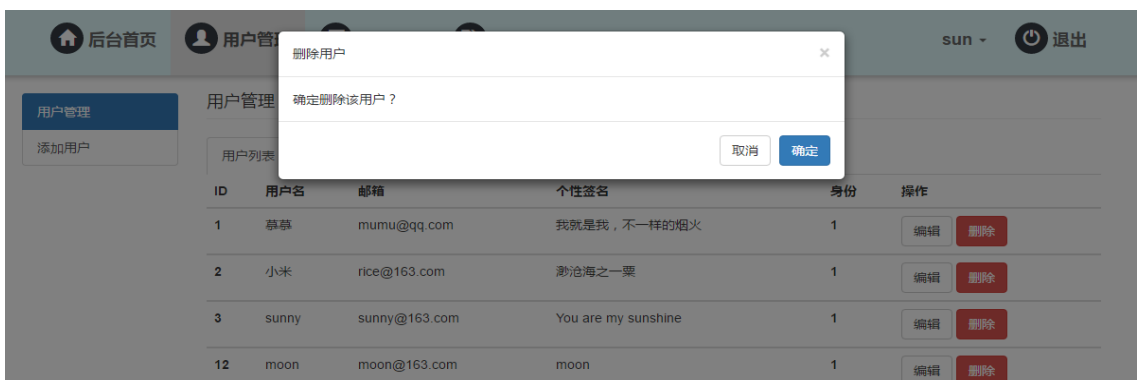 后台首页 用户管理 sun 退出
删除用户 ×
确定删除该用户？
取消 确定
用户管理
添加用户
用户管理
用户列表
ID 用户名 邮箱 个性签名 身份 操作
1 慕慕 mumu@qq.com 我就是我，不一样的烟火 1 编辑 删除
2 小米 rice@163.com 渺沧海之一粟 1 编辑 删除
3 sunny sunny@163.com You are my sunshine 1 编辑 删除
12 moon moon@163.com moon 1 编辑 删除